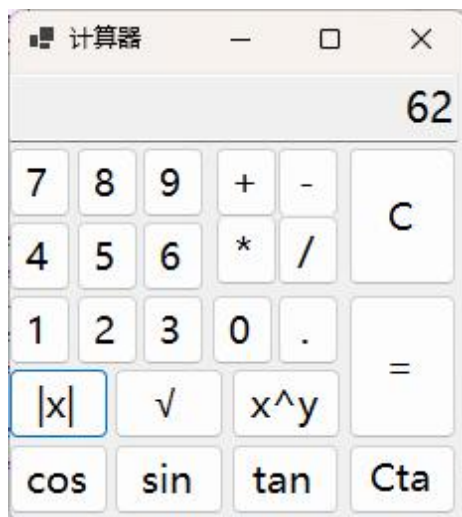 计算器
62
7 8 9 + - C
4 5 6 * /
1 2 3 0 . =
|x| √ x^y
cos sin tan Cta